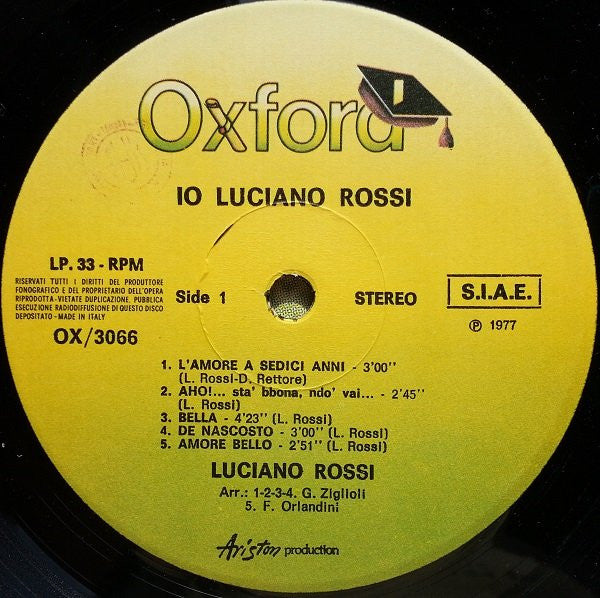 Oxford
IO LUCIANO ROSSI
LP. 33 - RPM
RISERVATI TUTTI I DIRITTI DEL PRODUTTORE
FONOGRAFICO E DEL PROPRIETARIO DELL'OPERA
RIPRODOTTA - VIETATE DUPLICAZIONE, PUBBLICA
ESECUZIONE RADIODIFFUSIONE DI QUESTO DISCO
DEPOSITATO - MADE IN ITALY
OX/3066
Side 1
STEREO
S.I.A.E.
℗ 1977
1. L'AMORE A SEDICI ANNI - 3'00"
(L. Rossi-D. Rettore)
2. AHO!... sta' bbona, ndo' vai... - 2'45"
(L. Rossi)
3. BELLA - 4'23" (L. Rossi)
4. DE NASCOSTO - 3'00" (L. Rossi)
5. AMORE BELLO - 2'51" (L. Rossi)
LUCIANO ROSSI
Arr.: 1-2-3-4. G. Ziglioli
5. F. Orlandini
Ariston production